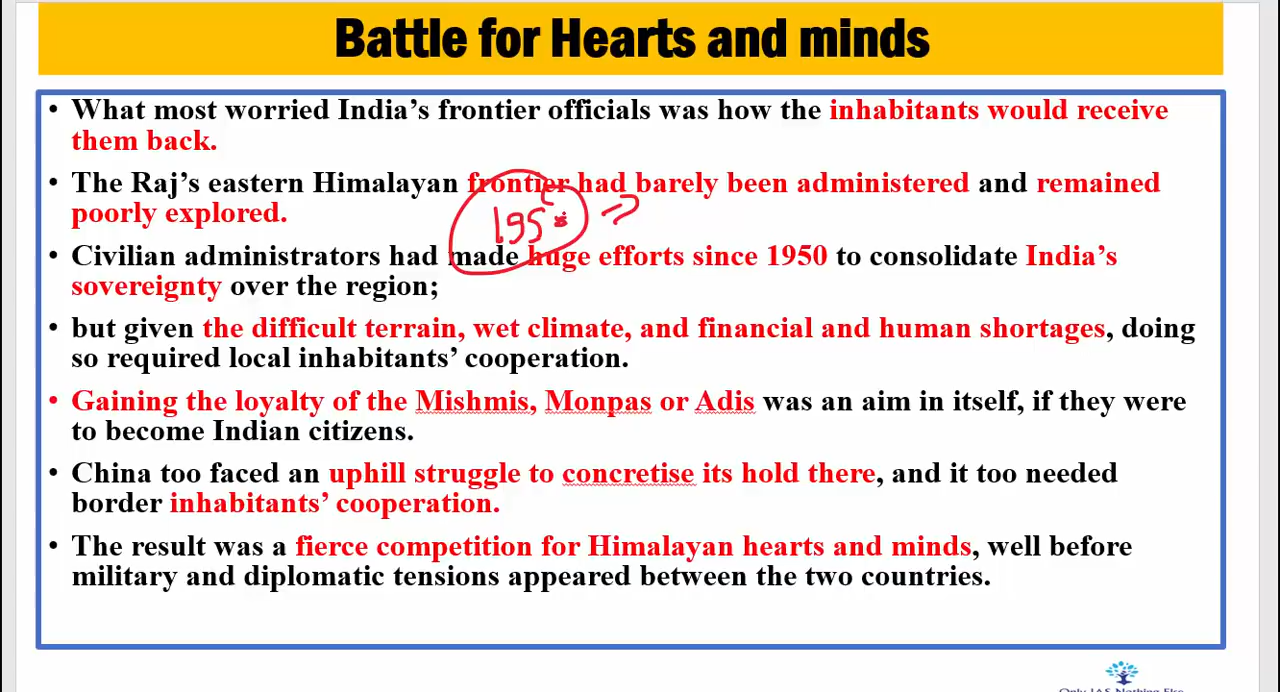 Battle for Hearts and minds
• What most worried India's frontier officials was how the inhabitants would receive
them back.
• The Raj's eastern Himalayan frontier had barely been administered and remained
poorly explored.
• Civilian administrators had made huge efforts since 1950 to consolidate India's
sovereignty over the region;
• but given the difficult terrain, wet climate, and financial and human shortages, doing
so required local inhabitants' cooperation.
• Gaining the loyalty of the Mishmis, Monpas or Adis was an aim in itself, if they were
to become Indian citizens.
• China too faced an uphill struggle to concretise its hold there, and it too needed
border inhabitants' cooperation.
• The result was a fierce competition for Himalayan hearts and minds, well before
military and diplomatic tensions appeared between the two countries.
Only IAS Nothing Else